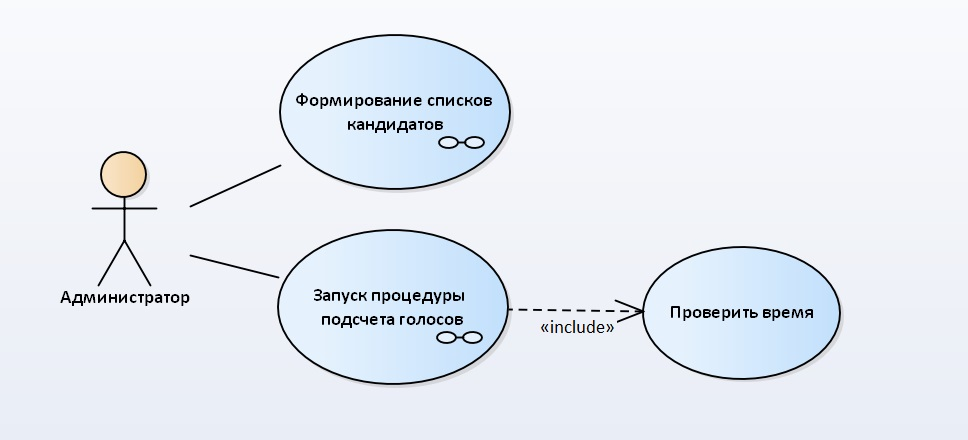 Формирование списков
кандидатов
Администратор
Запуск процедуры
подсчета голосов
«include»
Проверить время